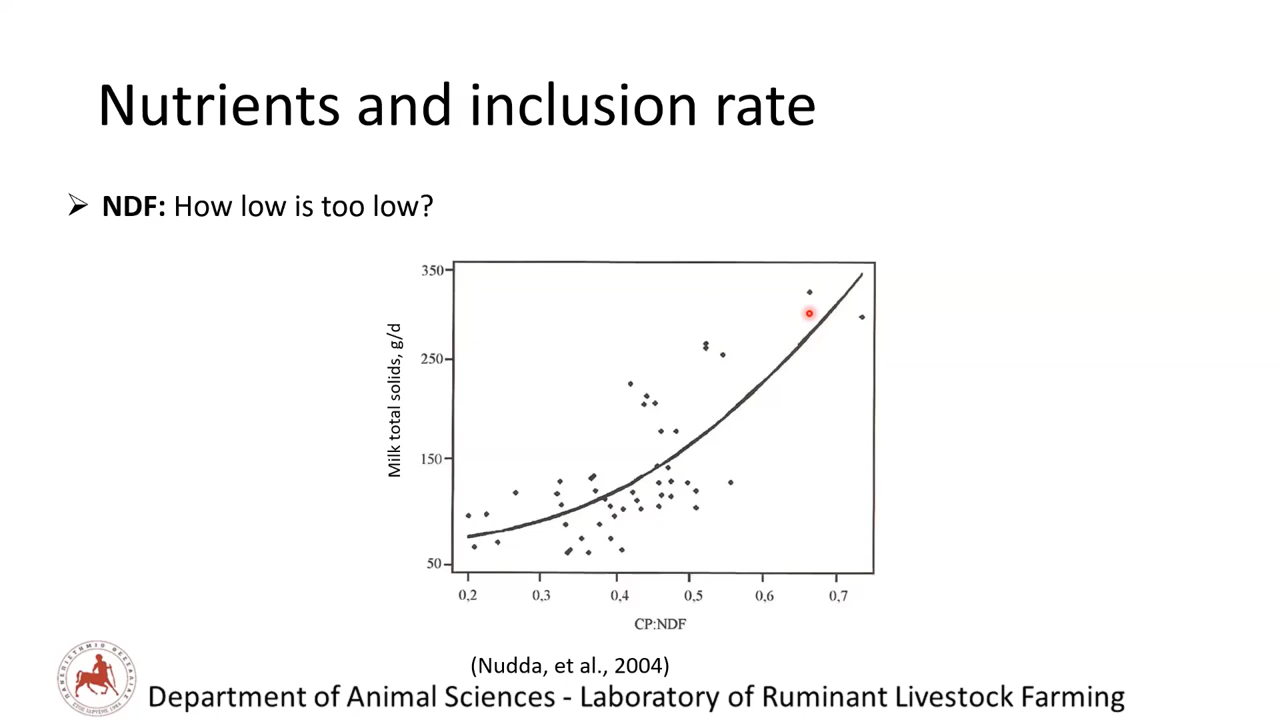 Nutrients and inclusion rate
NDF: How low is too low?
Milk total solids, g/d
350
250
150
50
0,2 0,3 0,4 0,5 0,6 0,7
CP:NDF
(Nudda, et al., 2004)
Department of Animal Sciences - Laboratory of Ruminant Livestock Farming